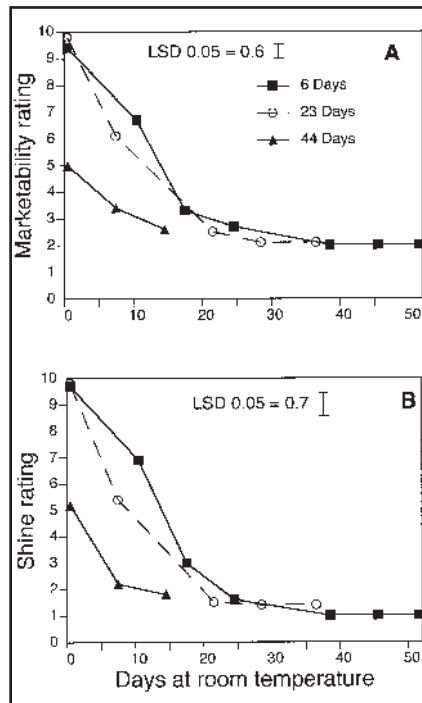 10
9
8
7
6
5
4
3
2
1
0
Marketability rating
LSD 0.05 = 0.6
A
6 Days
23 Days
44 Days
0 10 20 30 40 50
10
9
8
7
6
5
4
3
2
1
0
Shine rating
LSD 0.05 = 0.7
B
0 10 20 30 40 50
Days at room temperature